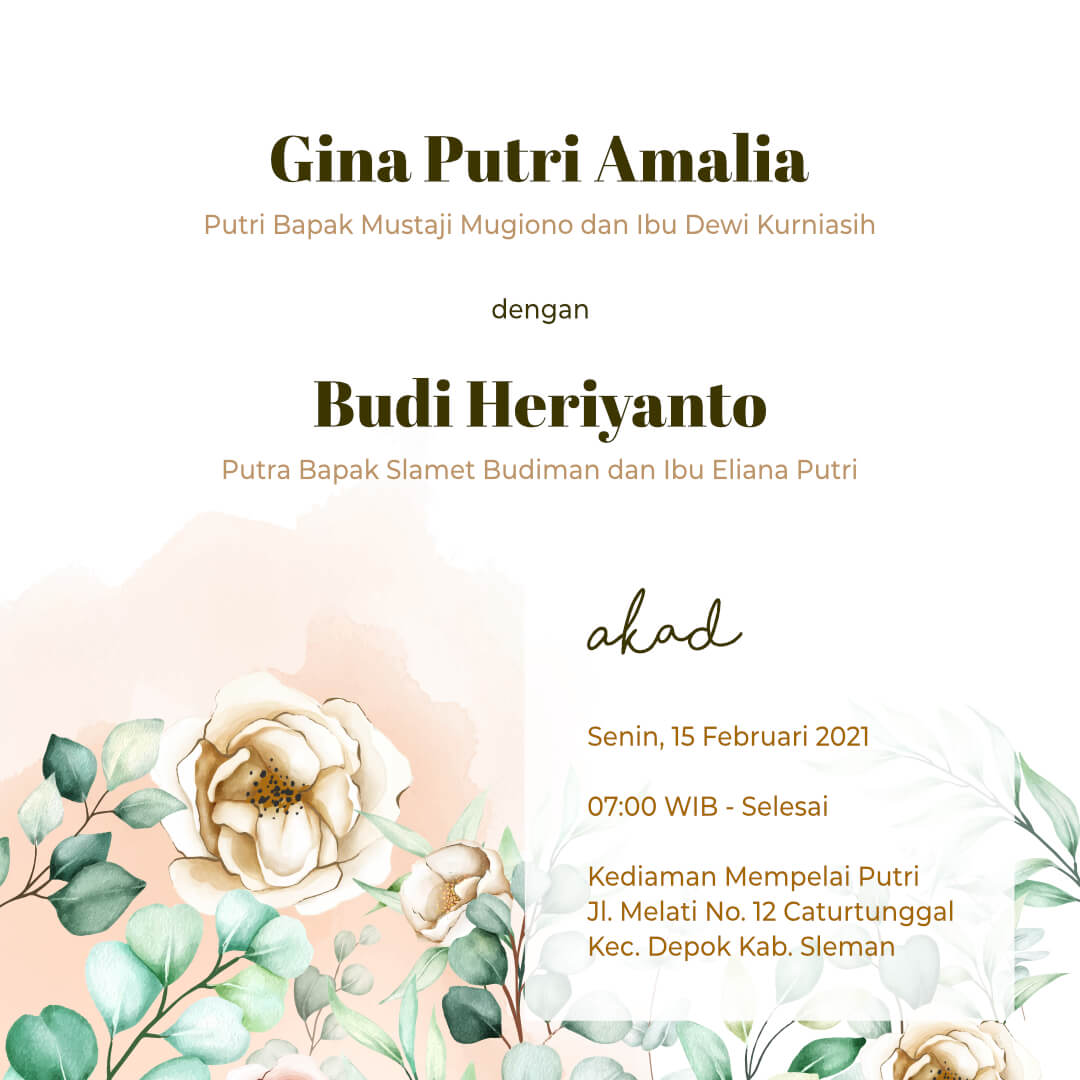 Gina Putri Amalia
Putri Bapak Mustaji Mugiono dan Ibu Dewi Kurniasih
dengan
Budi Heriyanto
Putra Bapak Slamet Budiman dan Ibu Eliana Putri
akad
Senin, 15 Februari 2021
07:00 WIB - Selesai
Kediaman Mempelai Putri
Jl. Melati No. 12 Caturtunggal
Kec. Depok Kab. Sleman